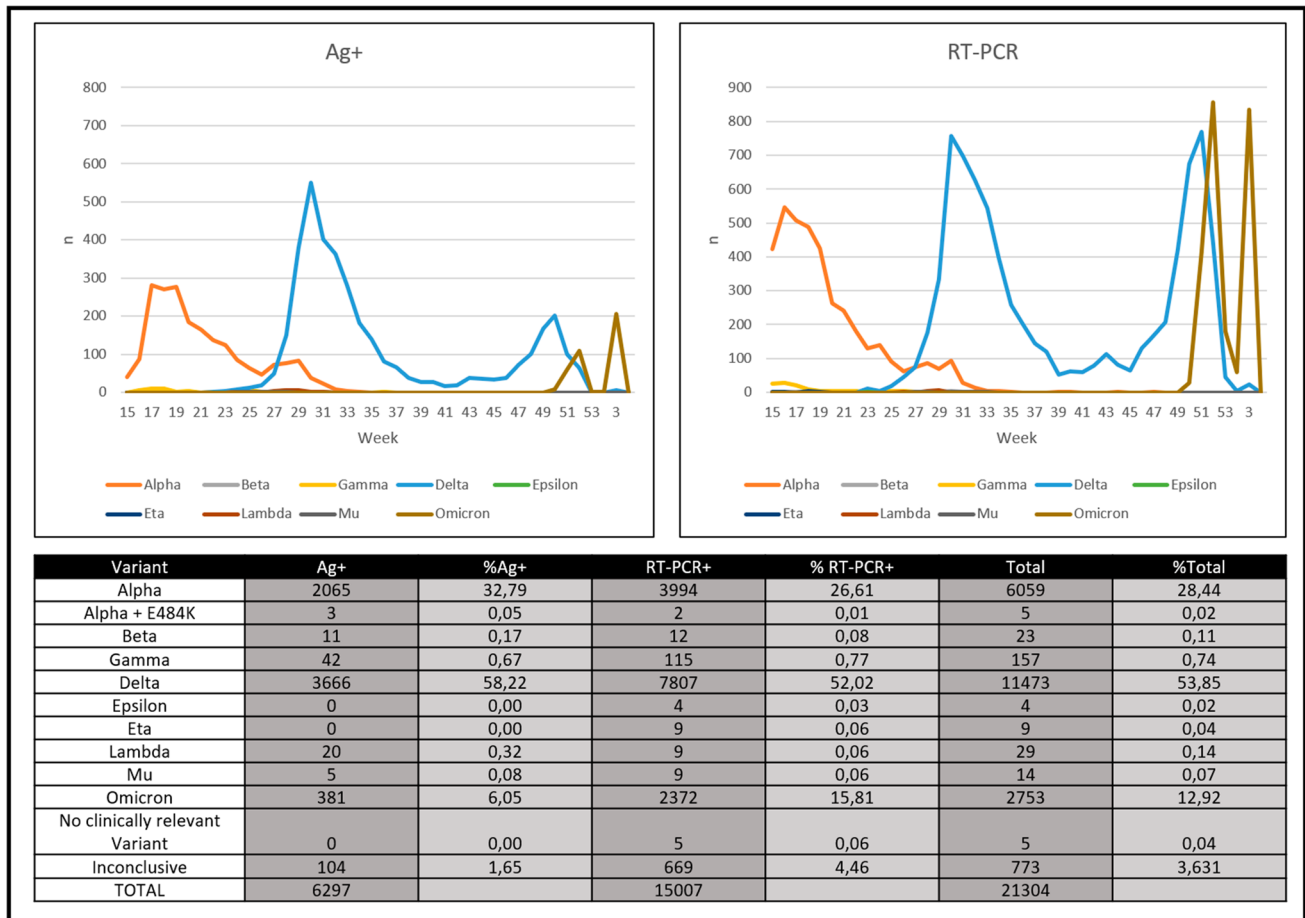 Ag+
800
700
600
500
400
300
200
100
0
n
15 17 19 21 23 25 27 29 31 33 35 37 39 41 43 45 47 49 51 53 3
Week
Alpha Beta Gamma Delta Epsilon
Eta Lambda Mu Omicron
RT-PCR
900
800
700
600
500
400
300
200
100
0
n
15 17 19 21 23 25 27 29 31 33 35 37 39 41 43 45 47 49 51 53 3
Week
Alpha Beta Gamma Delta Epsilon
Eta Lambda Mu Omicron
Variant Ag+ %Ag+ RT-PCR+ % RT-PCR+ Total %Total
Alpha 2065 32,79 3994 26,61 6059 28,44
Alpha + E484K 3 0,05 2 0,01 5 0,02
Beta 11 0,17 12 0,08 23 0,11
Gamma 42 0,67 115 0,77 157 0,74
Delta 3666 58,22 7807 52,02 11473 53,85
Epsilon 0 0,00 4 0,03 4 0,02
Eta 0 0,00 9 0,06 9 0,04
Lambda 20 0,32 9 0,06 29 0,14
Mu 5 0,08 9 0,06 14 0,07
Omicron 381 6,05 2372 15,81 2753 12,92
No clinically relevant
Variant 0 0,00 5 0,06 5 0,04
Inconclusive 104 1,65 669 4,46 773 3,631
TOTAL 6297 15007 21304